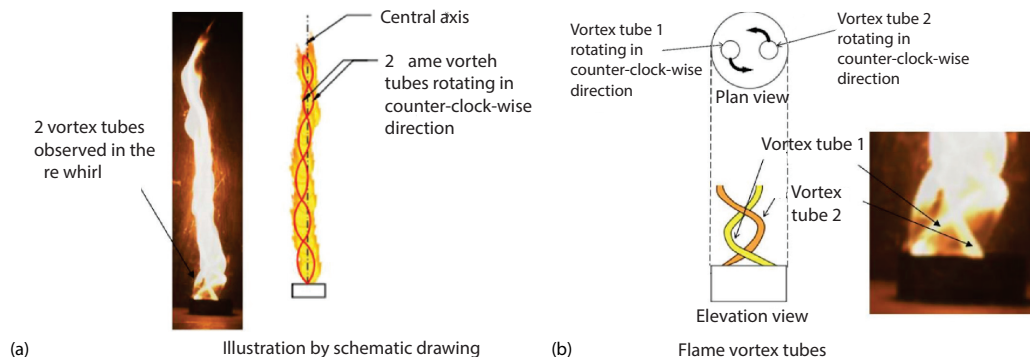 Central axis
2 ame vorteh
tubes rotating in
counter-clock-wise
direction
2 vortex tubes
observed in the
re whirl
(a)
Illustration by schematic drawing
Vortex tube 1
rotating in
counter-clock-wise
direction
Vortex tube 2
rotating in
counter-clock-wise
direction
Plan view
Vortex tube 1
Vortex
tube 2
Elevation view
(b)
Flame vortex tubes